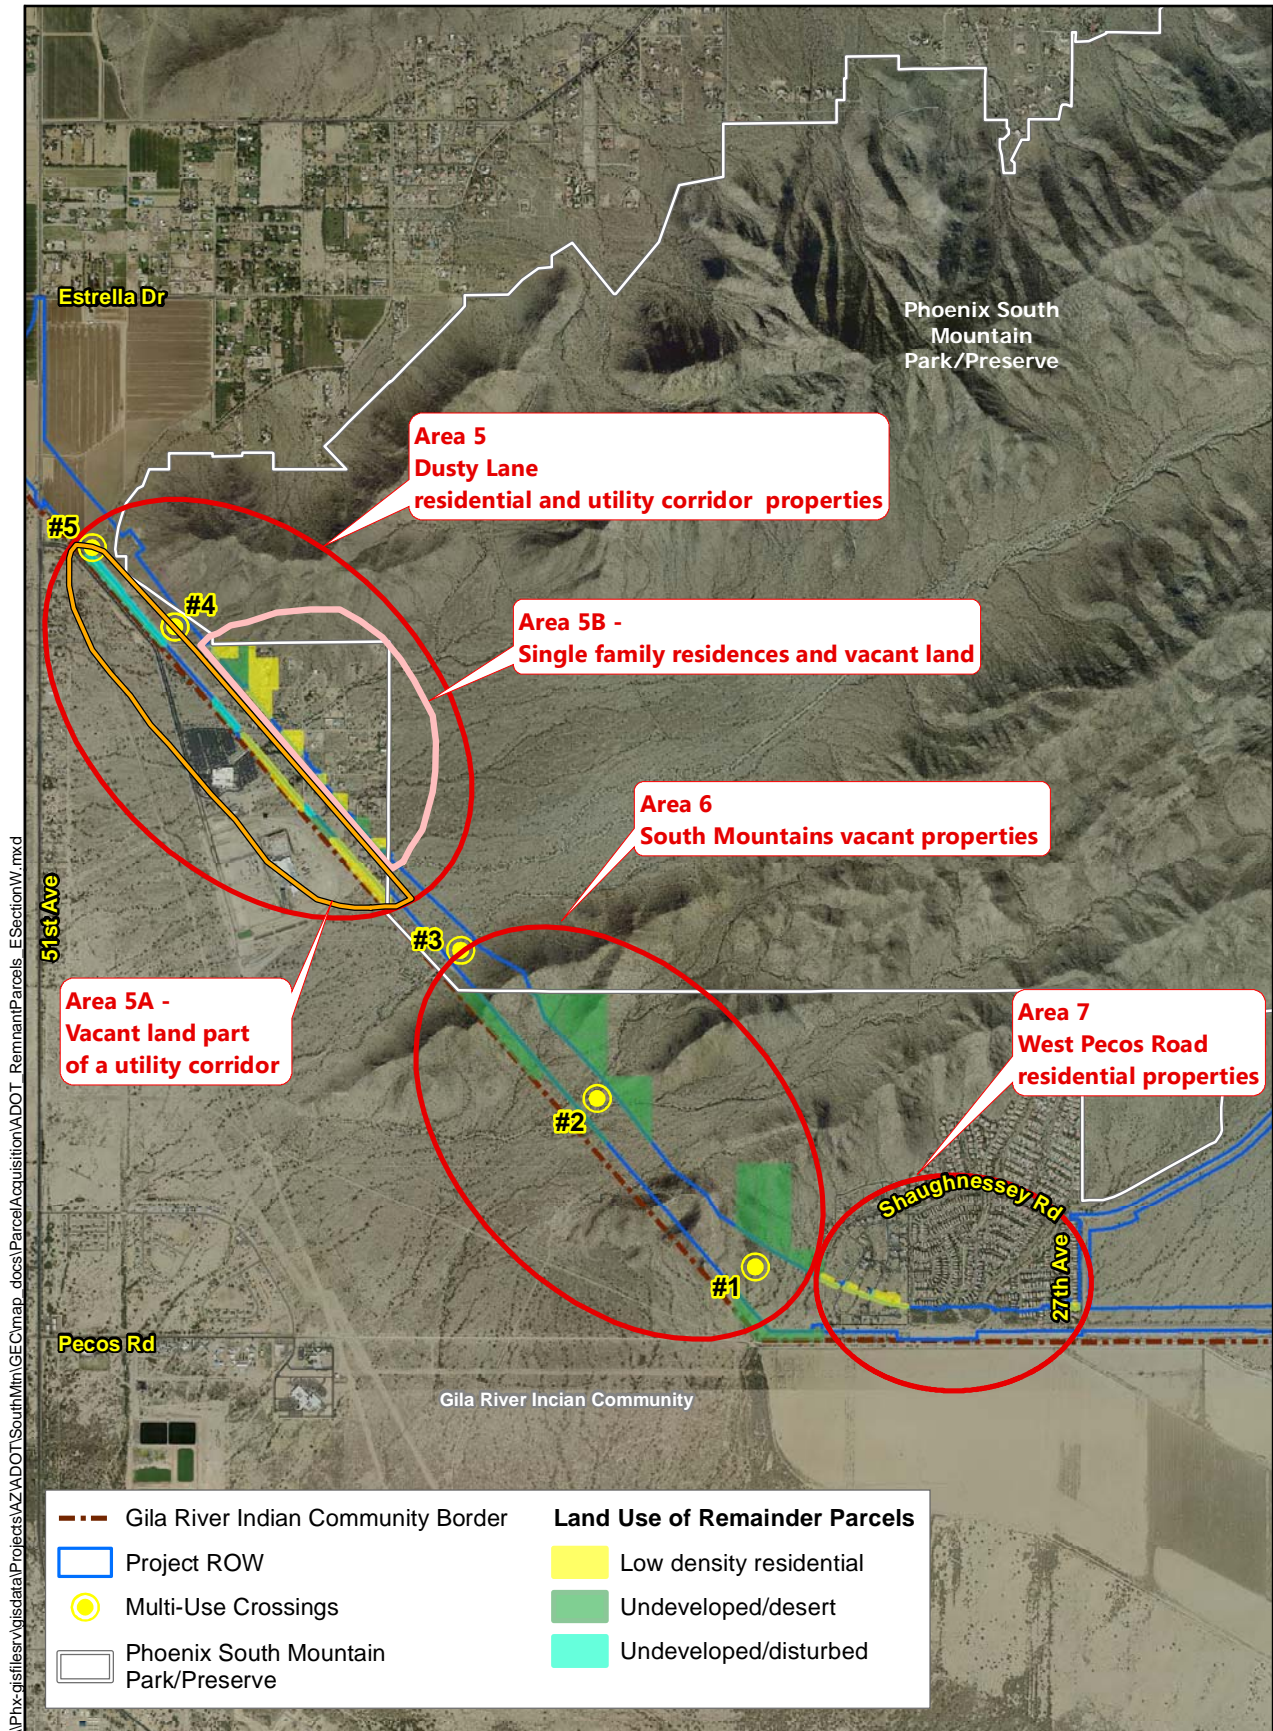 Estrella Dr
Phoenix South
Mountain
Park/Preserve
Area 5
Dusty Lane
residential and utility corridor properties
#5
#4
Area 5B -
Single family residences and vacant land
Area 6
South Mountains vacant properties
51st Ave
#3
Area 5A -
Vacant land part
of a utility corridor
Area 7
West Pecos Road
residential properties
#2
Shaughnessey Rd
27th Ave
#1
Pecos Rd
Gila River Incian Community
Gila River Indian Community Border
Project ROW
Multi-Use Crossings
Phoenix South Mountain
Park/Preserve
Land Use of Remainder Parcels
Low density residential
Undeveloped/desert
Undeveloped/disturbed
\Phx-gisfilesrv\gisdata\Projects\AZ\ADOT\SouthMtn\GEC\map_docs\ParcelAcquisition\ADOT_RemnantParcels_ESectionW.mxd